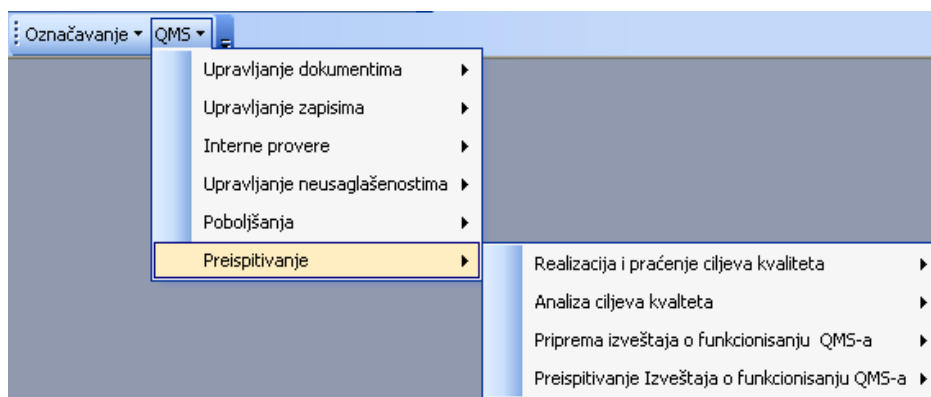 Označavanje QMS
Upravljanje dokumentima
Upravljanje zapisima
Interne provere
Upravljanje neusaglašenostima
Poboljšanja
Preispitivanje
Realizacija i praćenje ciljeva kvaliteta
Analiza ciljeva kvalteta
Priprema izveštaja o funkcionisanju QMS-a
Preispitivanje Izveštaja o funkcionisanju QMS-a